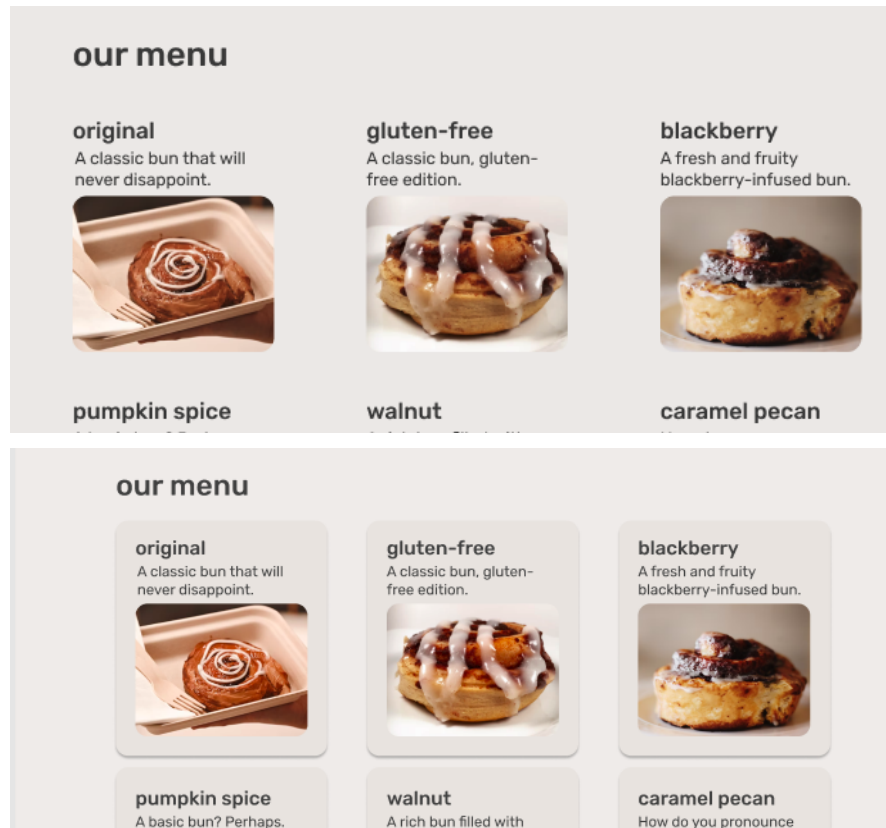 our menu
original
gluten-free
blackberry
A classic bun that will
never disappoint.
A classic bun, gluten-
free edition.
A fresh and fruity
blackberry-infused bun.
pumpkin spice
walnut
caramel pecan
our menu
original
gluten-free
blackberry
A classic bun that will
never disappoint.
A classic bun, gluten-
free edition.
A fresh and fruity
blackberry-infused bun.
pumpkin spice
walnut
caramel pecan
A basic bun? Perhaps.
A rich bun filled with
How do you pronounce